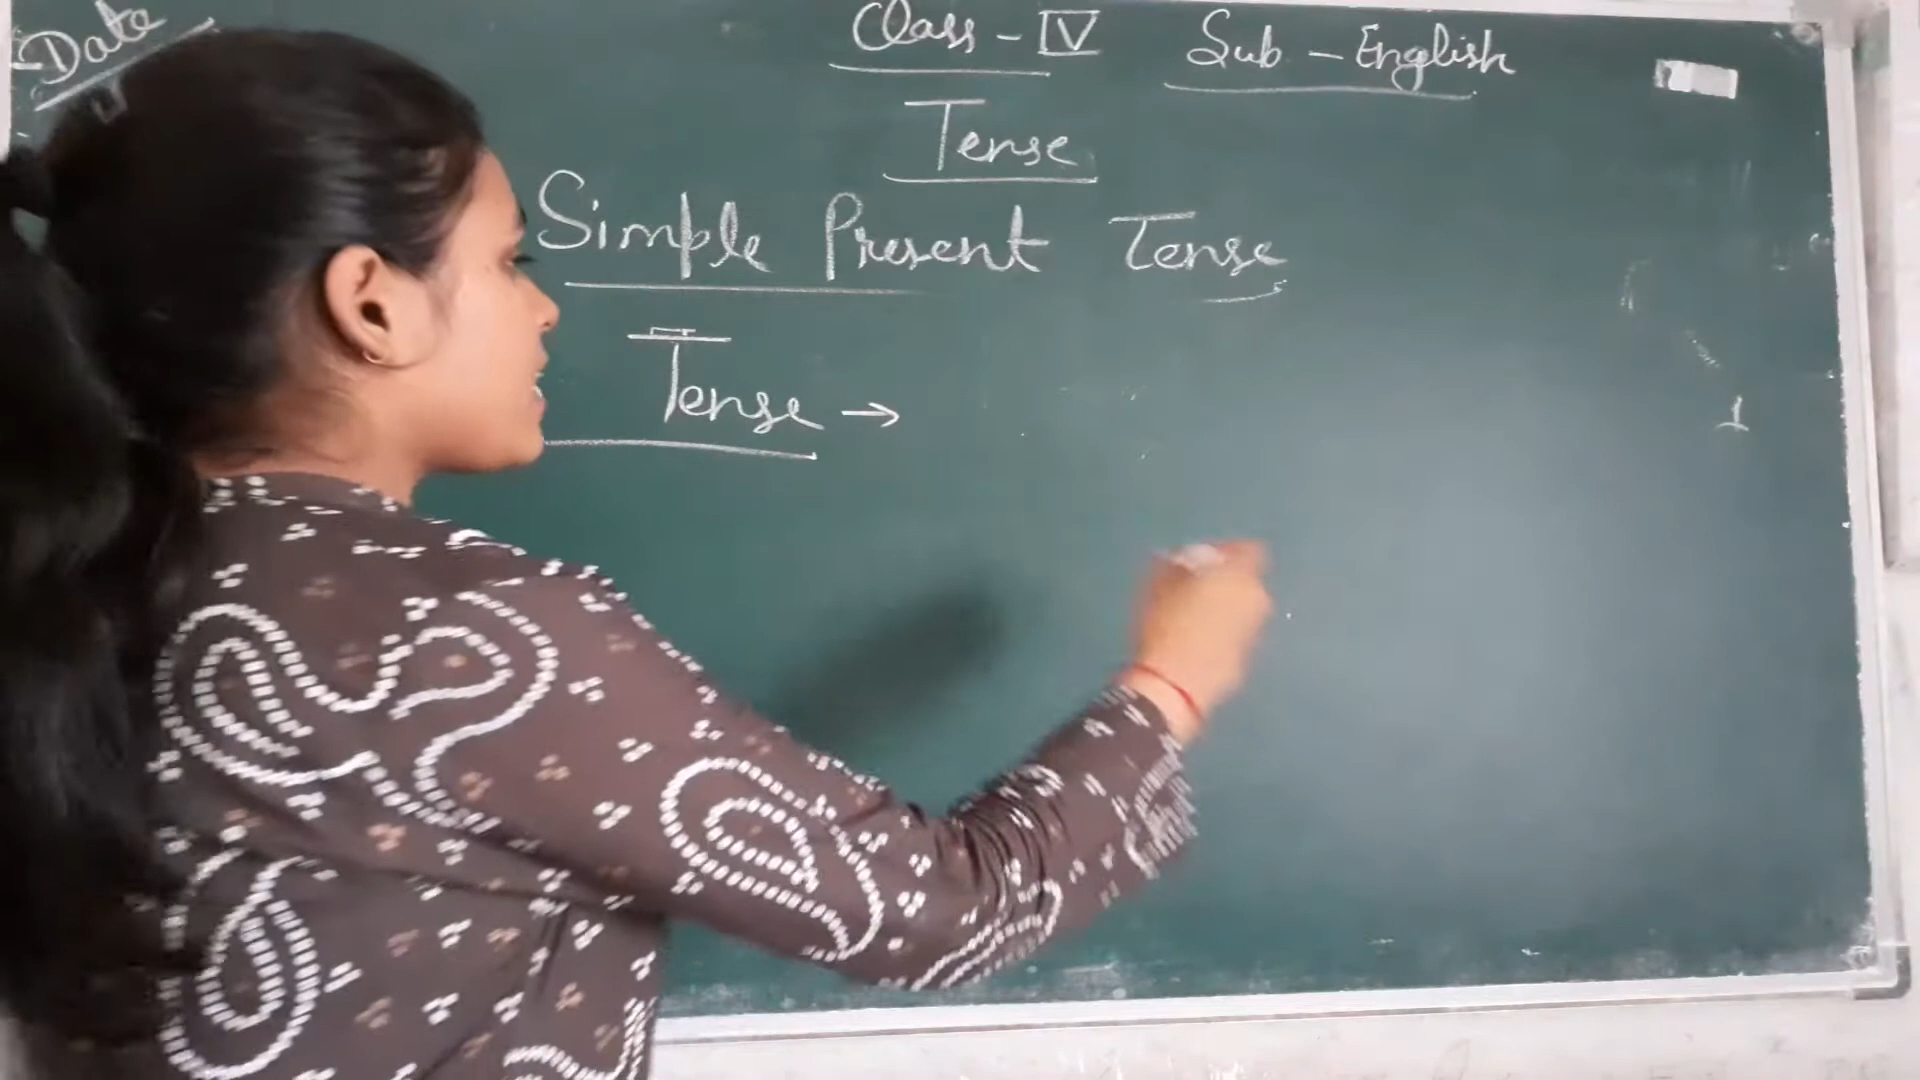 Date
Class - IV Sub - English
Tense
Simple Present Tense
Tense →